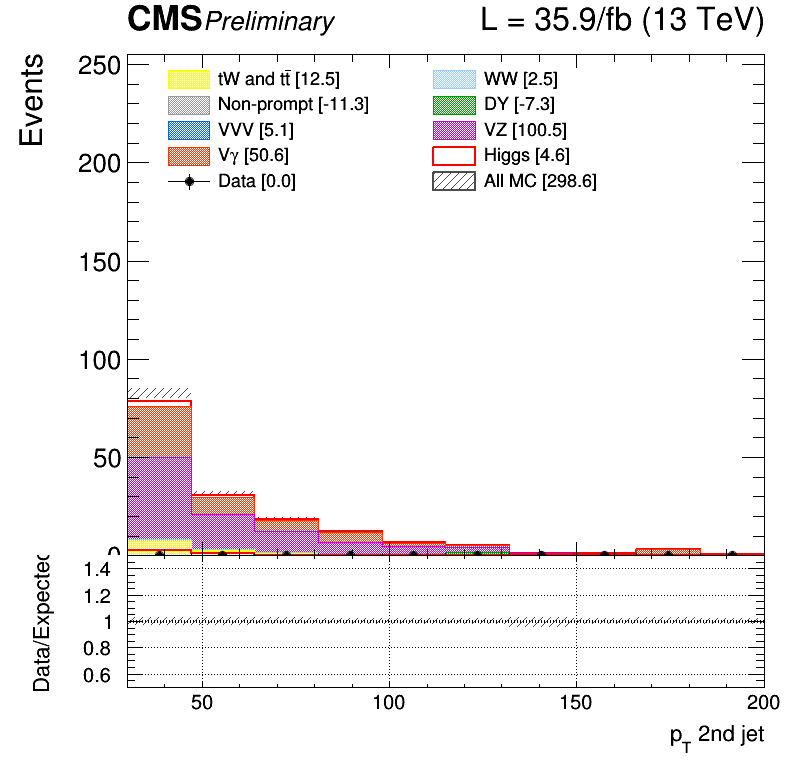 CMS Preliminary L = 35.9/fb (13 TeV)
Events
250
200
150
100
50
0
tW and tt̄ [12.5]
Non-prompt [-11.3]
VVV [5.1]
Vγ [50.6]
Data [0.0]
WW [2.5]
DY [-7.3]
VZ [100.5]
Higgs [4.6]
All MC [298.6]
Data/Expected
1.4
1.2
1
0.8
0.6
50 100 150 200
p_T 2nd jet